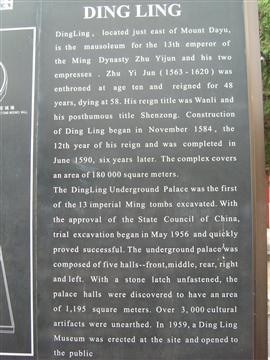 DING LING
DingLing, located just east of Mount Dayu,
is the mausoleum for the 13th emperor of
the Ming Dynasty Zhu Yijun and his two
empresses. Zhu Yi Jun (1563-1620) was
enthroned at age ten and reigned for 48
years, dying at 58. His reign title was Wanli and
his posthumous title Shenzong. Construction
of Ding Ling began in November 1584, the
12th year of his reign and was completed in
June 1590, six years later. The complex covers
an area of 180 000 square meters.
The DingLing Underground Palace was the first
of the 13 imperial Ming tombs excavated. With
the approval of the State Council of China,
trial excavation began in May 1956 and quickly
proved successful. The underground palace was
composed of five halls--front, middle, rear, right
and left. With a stone latch unfastened, the
palace halls were discovered to have an area
of 1,195 square meters. Over 3,000 cultural
artifacts were unearthed. In 1959, a Ding Ling
Museum was erected at the site and opened to
the public